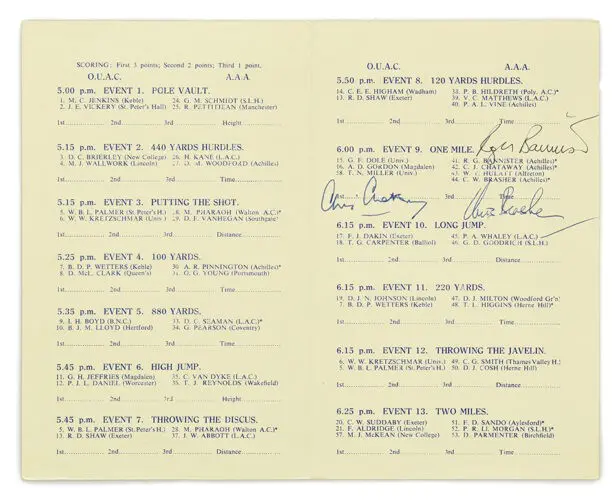 SCORING: First 3 points; Second 2 points; Third 1 point.
O.U.A.C. A.A.A.
5.00 p.m. EVENT 1. POLE VAULT.
1. M. C. JENKINS (Keble) 24. G. M. SCHMIDT (S.L.H.)
2. J. E. VICKERY (St. Peter's Hall) 25. R. PETITDEAN (Manchester)
1st 2nd 3rd Height
5.15 p.m. EVENT 2. 440 YARDS HURDLES.
3. D. C. BRIERLEY (New College) 26. H. KANE (L.A.C.)
4. M. J. WALLWORK (Lincoln) 27. D. M. WOODROAD (Achilles)
1st 2nd 3rd Time
5.15 p.m. EVENT 3. PUTTING THE SHOT.
5. W. B. L. PALMER (St. Peter's H.) 28. M. PHARAOH (Walton A.C.)*
6. W. W. KRETZSCHMAR (Univ.) 29. D. E. VANHEGAN (Southgate)
1st 2nd 3rd Distance
5.25 p.m. EVENT 4. 100 YARDS.
7. B. D. P. WETTERS (Keble) 30. A. R. PINNINGTON (Achilles)*
8. D. McL. CLARK (Queen's) 31. O. G. YOUNG (Portsmouth)
1st 2nd 3rd Time
5.35 p.m. EVENT 5. 880 YARDS.
9. I. H. BOYD (B.N.C.) 33. D. C. SEAMAN (L.A.C.)*
10. B. J. M. LLOYD (Hertford) 34. G. PEARSON (Coventry)
1st 2nd 3rd Time
5.45 p.m. EVENT 6. HIGH JUMP.
11. G. H. JEFFRIES (Magdalen) 35. C. VAN DYKE (L.A.C.)
12. P. J. L. DANIEL (Worcester) 36. T. J. REYNOLDS (Wakefield)
1st 2nd 3rd Height
5.45 p.m. EVENT 7. THROWING THE DISCUS.
5. W. B. L. PALMER (St. Peter's H.) 28. M. PHARAOH (Walton A.C.)*
13. R. D. SHAW (Exeter) 37. J. W. ABBOTT (L.A.C.)
1st 2nd 3rd Distance
O.U.A.C. A.A.A.
5.50 p.m. EVENT 8. 120 YARDS HURDLES.
14. C. E. E. HIGHAM (Wadham) 38. P. B. HILDRETH (Poly. A.C.)*
13. R. D. SHAW (Exeter) 39. V. C. MATTHEWS (L.A.C.)
40. P. A. L. VINE (Achilles)
1st 2nd 3rd Time
6.00 p.m. EVENT 9. ONE MILE. Roger Bannister
15. G. F. DOLE (Univ.) 41. R. G. BANNISTER (Achilles)*
16. A. D. GORDON (Magdalen) 42. C. J. CHATAWAY (Achilles)*
18. T. N. MILLER (Univ.) 43. W. T. HULATT (Alfreton)
44. C. W. BRASHER (Achilles)*
Chris Chataway Chris Brasher
1st 2nd 3rd Time
6.15 p.m. EVENT 10. LONG JUMP.
17. F. J. DAKIN (Exeter) 45. P. A. WHALEY (L.A.C.)
18. T. G. CARPENTER (Balliol) 46. G. D. GOODRICH (S.L.H.)
1st 2nd 3rd Distance
6.15 p.m. EVENT 11. 220 YARDS.
19. D. J. N. JOHNSON (Lincoln) 47. D. J. MILTON (Woodford Gr'n)
7. B. D. P. WETTERS (Keble) 48. T. L. HIGGINS (Herne Hill)*
1st 2nd 3rd Time
6.15 p.m. EVENT 12. THROWING THE JAVELIN.
6. W. W. KRETZSCHMAR (Univ.) 49. C. G. SMITH (Thames Valley H.)
5. W. B. L. PALMER (St. Peter's H.) 50. D. J. COSH (Herne Hill)
1st 2nd 3rd Distance
6.25 p.m. EVENT 13. TWO MILES.
20. C. W. SUDDABY (Exeter) 51. F. D. SANDO (Aylesford)*
21. F. ALDRIDGE (Lincoln) 52. P. R. Ll. MORGAN (S.L.H.)*
57. M. J. McKEAN (New College) 53. D. PARMENTER (Birchfield)
1st 2nd 3rd Time